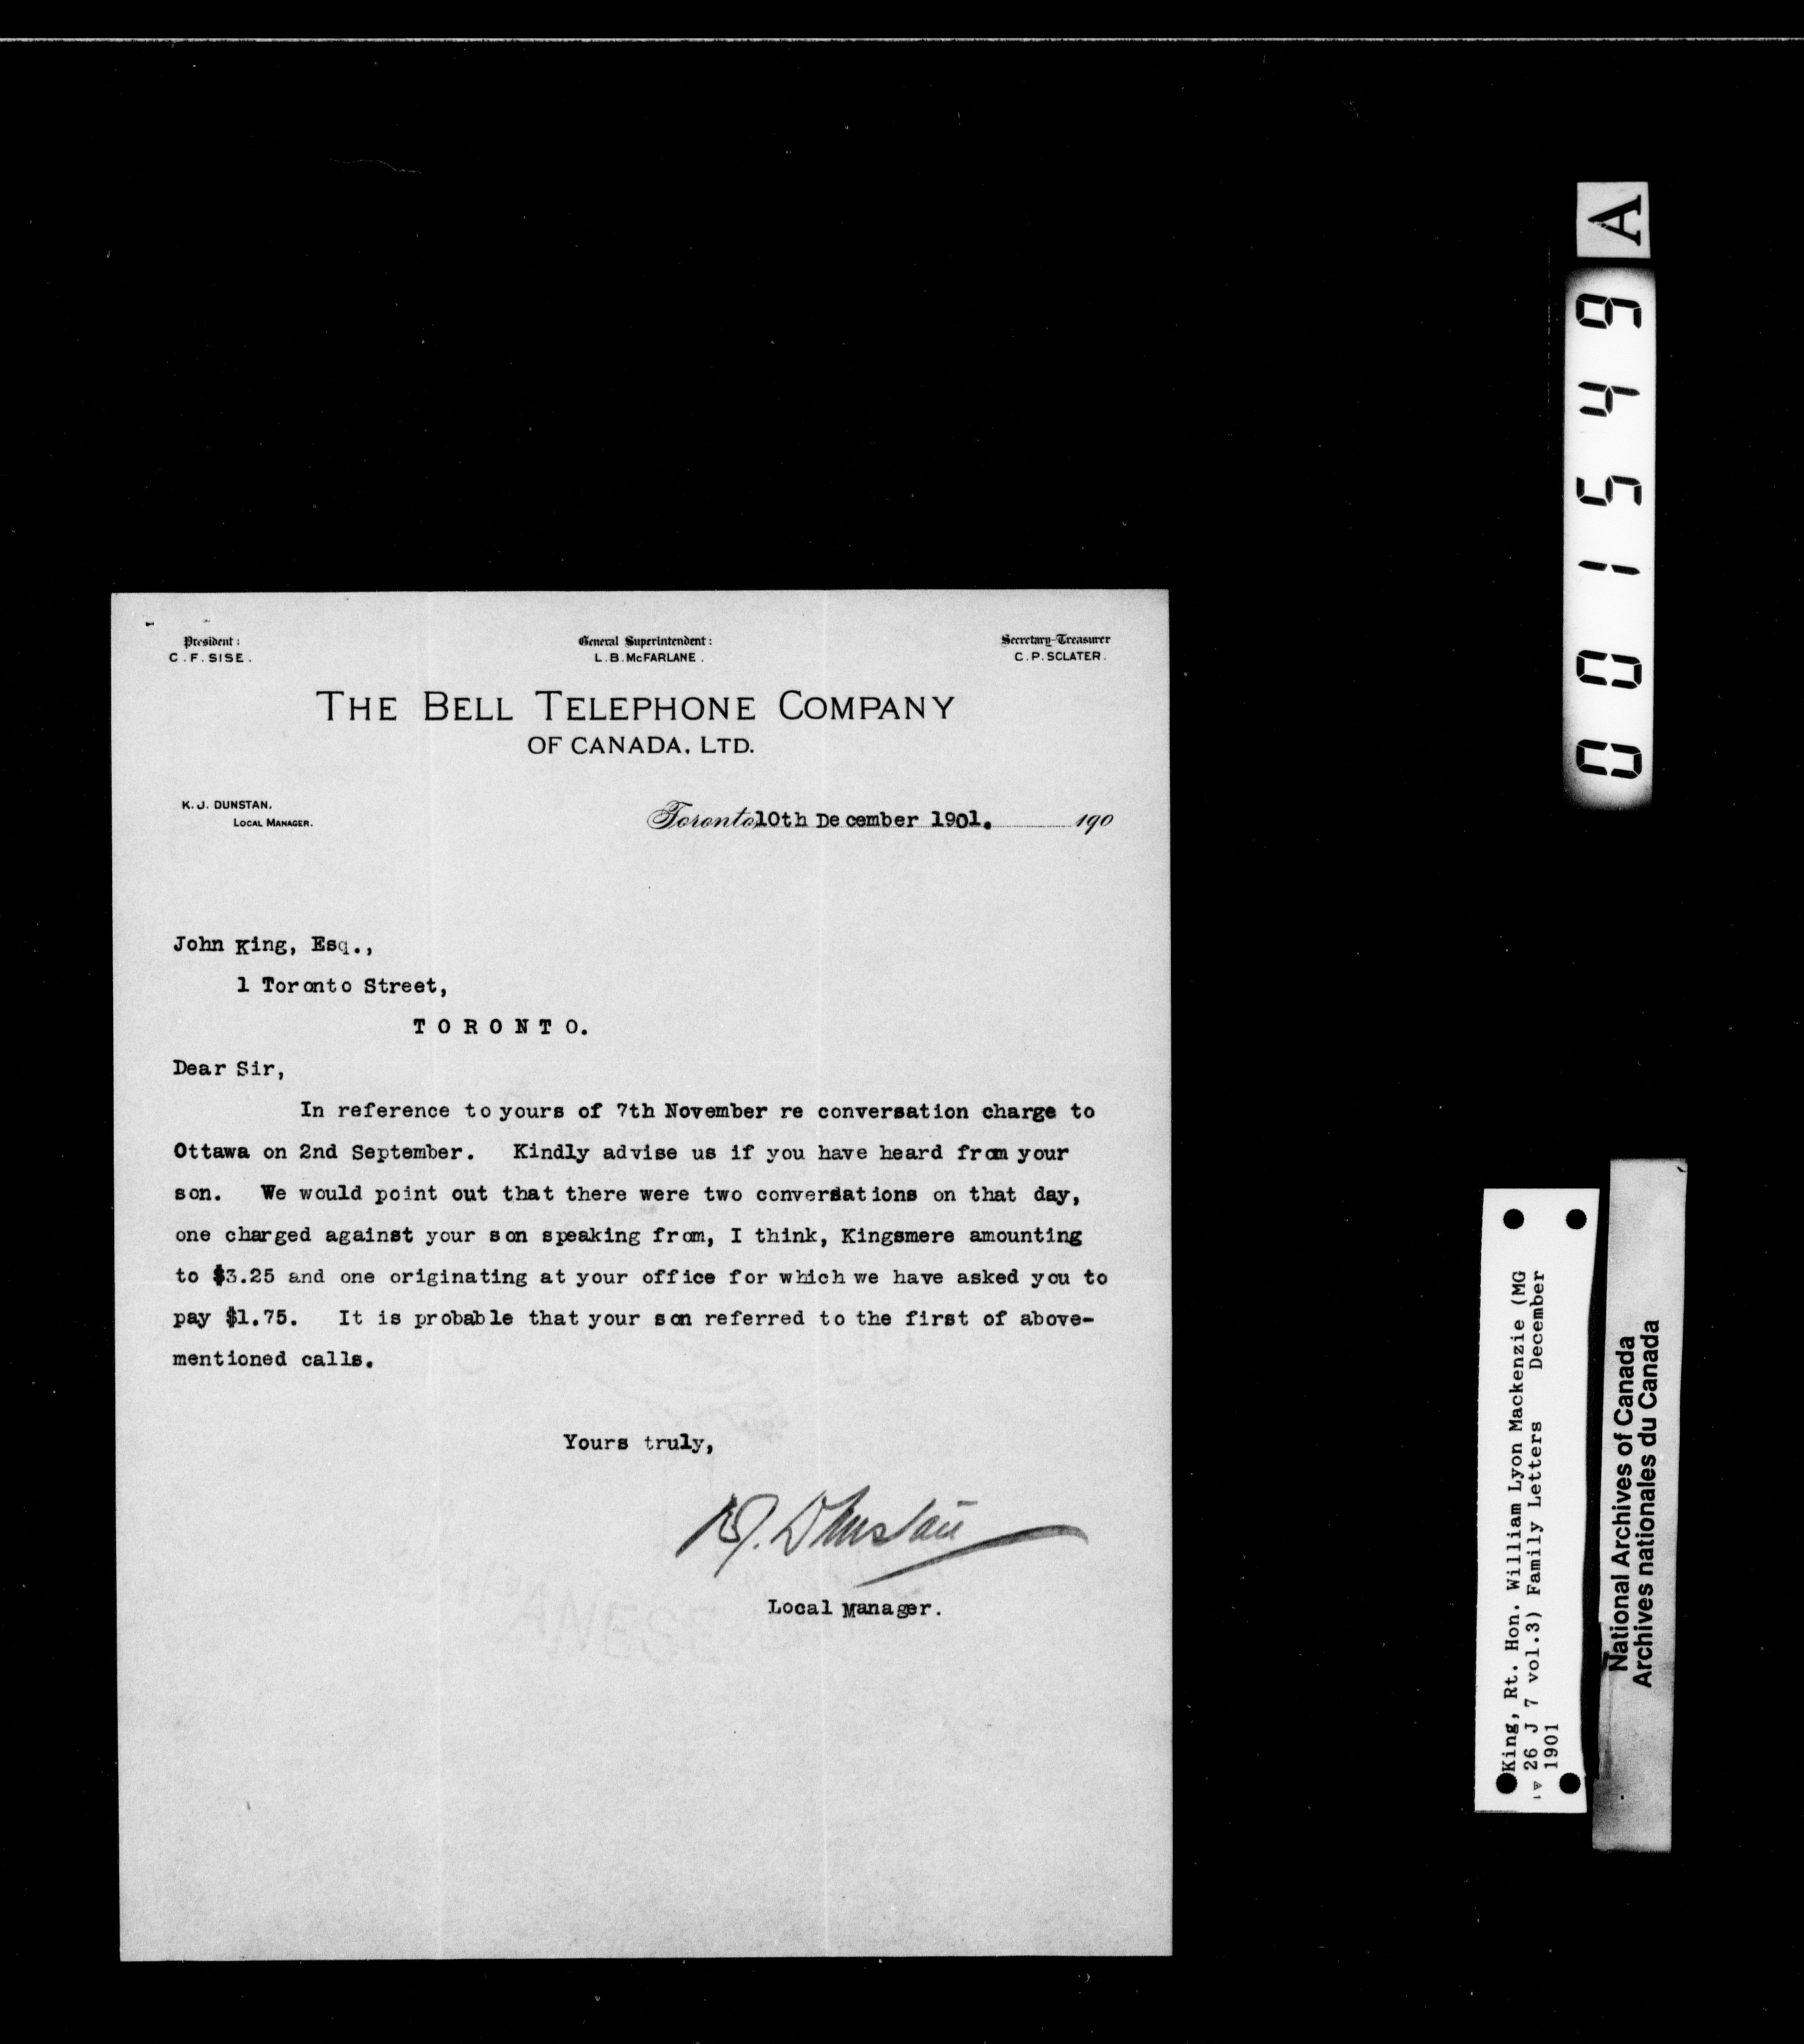 President:
C. F. SISE.
General Superintendent:
L. B. McFARLANE.
Secretary-Treasurer
C. P. SCLATER.
THE BELL TELEPHONE COMPANY
OF CANADA, LTD.
K. J. DUNSTAN,
LOCAL MANAGER.
Toronto 10th December 1901. 190
John King, Esq.,
1 Toronto Street,
T O R O N T O.
Dear Sir,
In reference to yours of 7th November re conversation charge to
Ottawa on 2nd September. Kindly advise us if you have heard from your
son. We would point out that there were two conversations on that day,
one charged against your son speaking from, I think, Kingsmere amounting
to $3.25 and one originating at your office for which we have asked you to
pay $1.75. It is probable that your son referred to the first of above-
mentioned calls.
Yours truly,
K. J. Dunstan
Local Manager.
001549 A
King, Rt. Hon. William Lyon Mackenzie (MG
26 J 7 vol.3) Family Letters December
1901
National Archives of Canada
Archives nationales du Canada